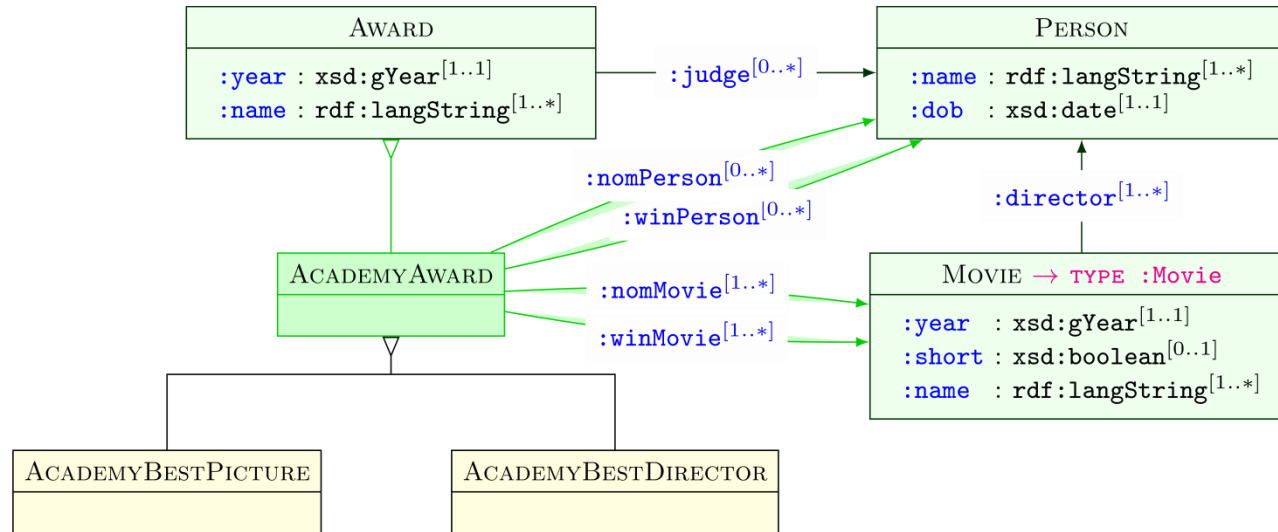 AWARD
:year : xsd:gYear[1..1]
:name : rdf:langString[1..*]
:judge[0..*]
PERSON
:name : rdf:langString[1..*]
:dob : xsd:date[1..1]
:nomPerson[0..*]
:winPerson[0..*]
:director[1..*]
ACADEMYAWARD
:nomMovie[1..*]
:winMovie[1..*]
MOVIE → TYPE :Movie
:year : xsd:gYear[1..1]
:short : xsd:boolean[0..1]
:name : rdf:langString[1..*]
ACADEMYBESTPICTURE
ACADEMYBESTDIRECTOR